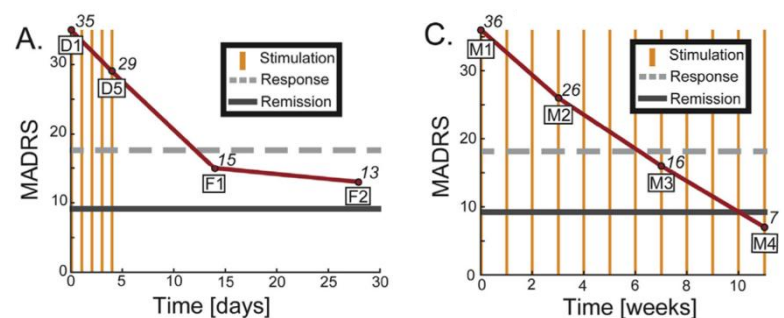 A.
35
D1
29
D5
15
F1
13
F2
Stimulation
Response
Remission
MADRS
30
20
10
0
0
5
10
15
20
25
30
Time [days]
C.
36
M1
26
M2
16
M3
7
M4
Stimulation
Response
Remission
MADRS
30
20
10
0
0
2
4
6
8
10
Time [weeks]